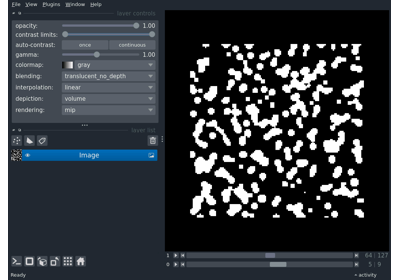 File View Plugins Window Help
layer controls
opacity: 1.00
contrast limits:
auto-contrast: once continuous
gamma: 1.00
colormap: gray
blending: translucent_no_depth
interpolation: linear
depiction: volume
rendering: mip
layer list
Image
1 64 127
0 5 9
Ready
activity